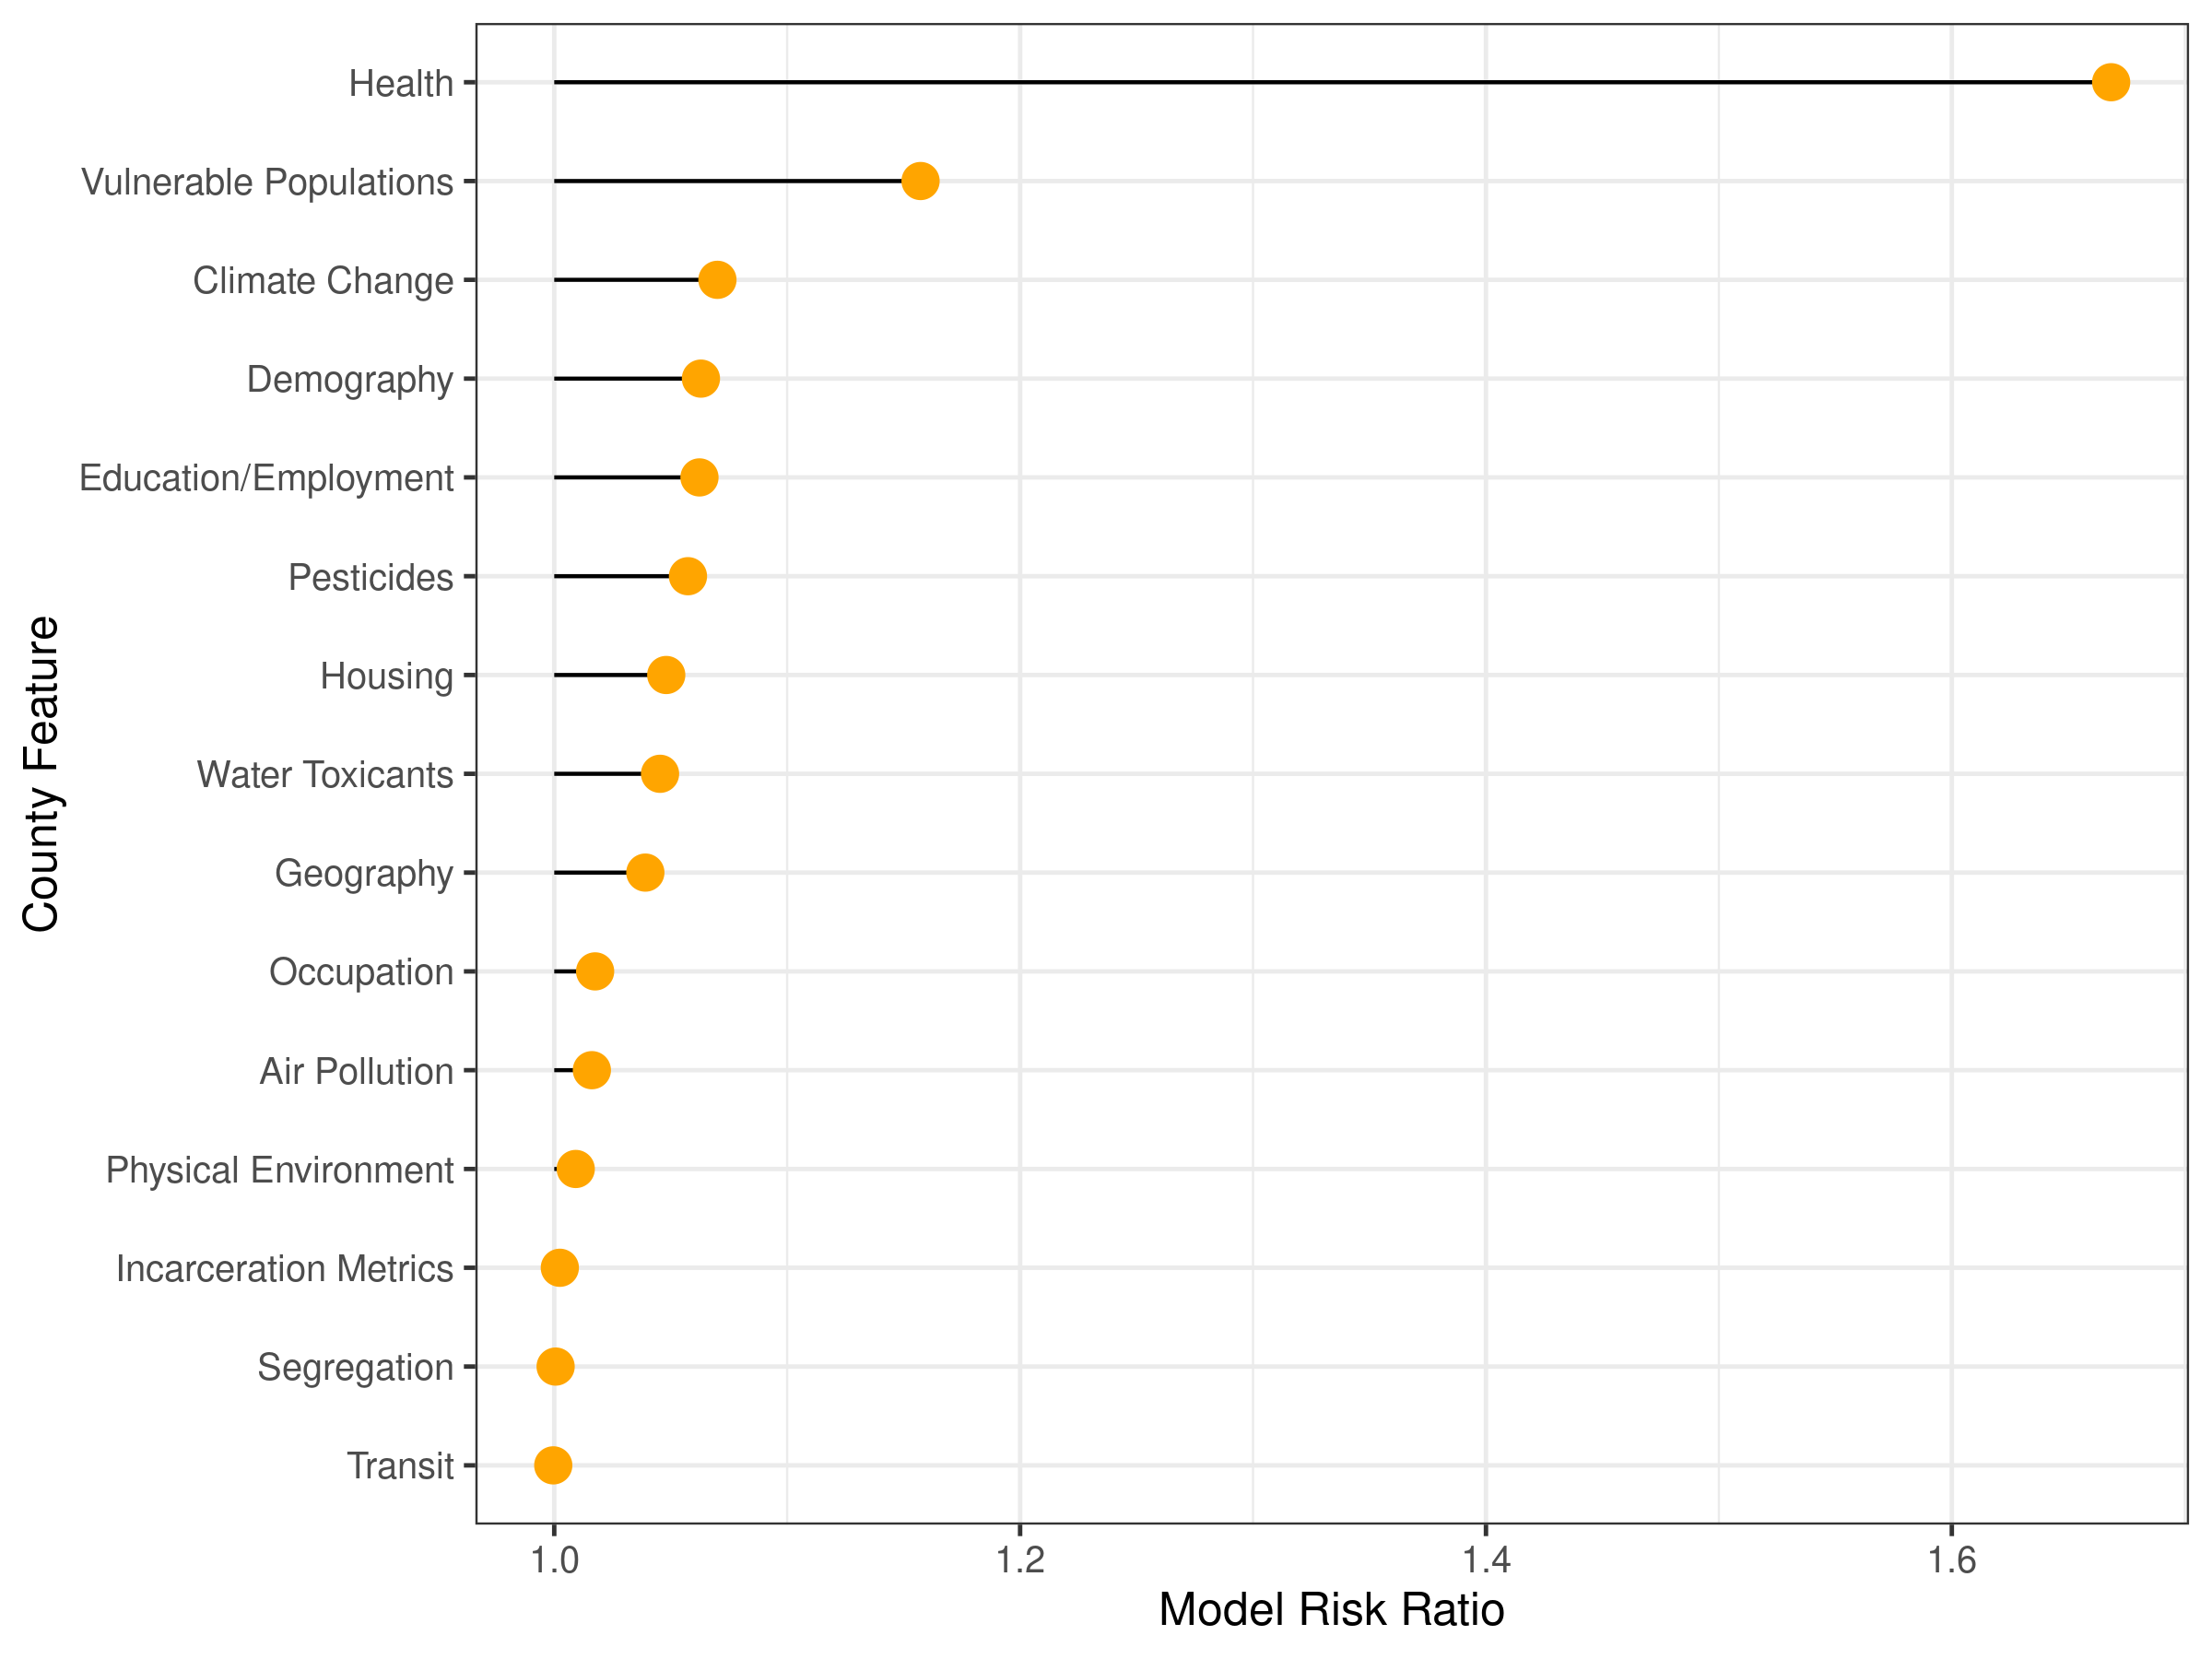 County Feature
Health
Vulnerable Populations
Climate Change
Demography
Education/Employment
Pesticides
Housing
Water Toxicants
Geography
Occupation
Air Pollution
Physical Environment
Incarceration Metrics
Segregation
Transit
1.0 1.2 1.4 1.6
Model Risk Ratio